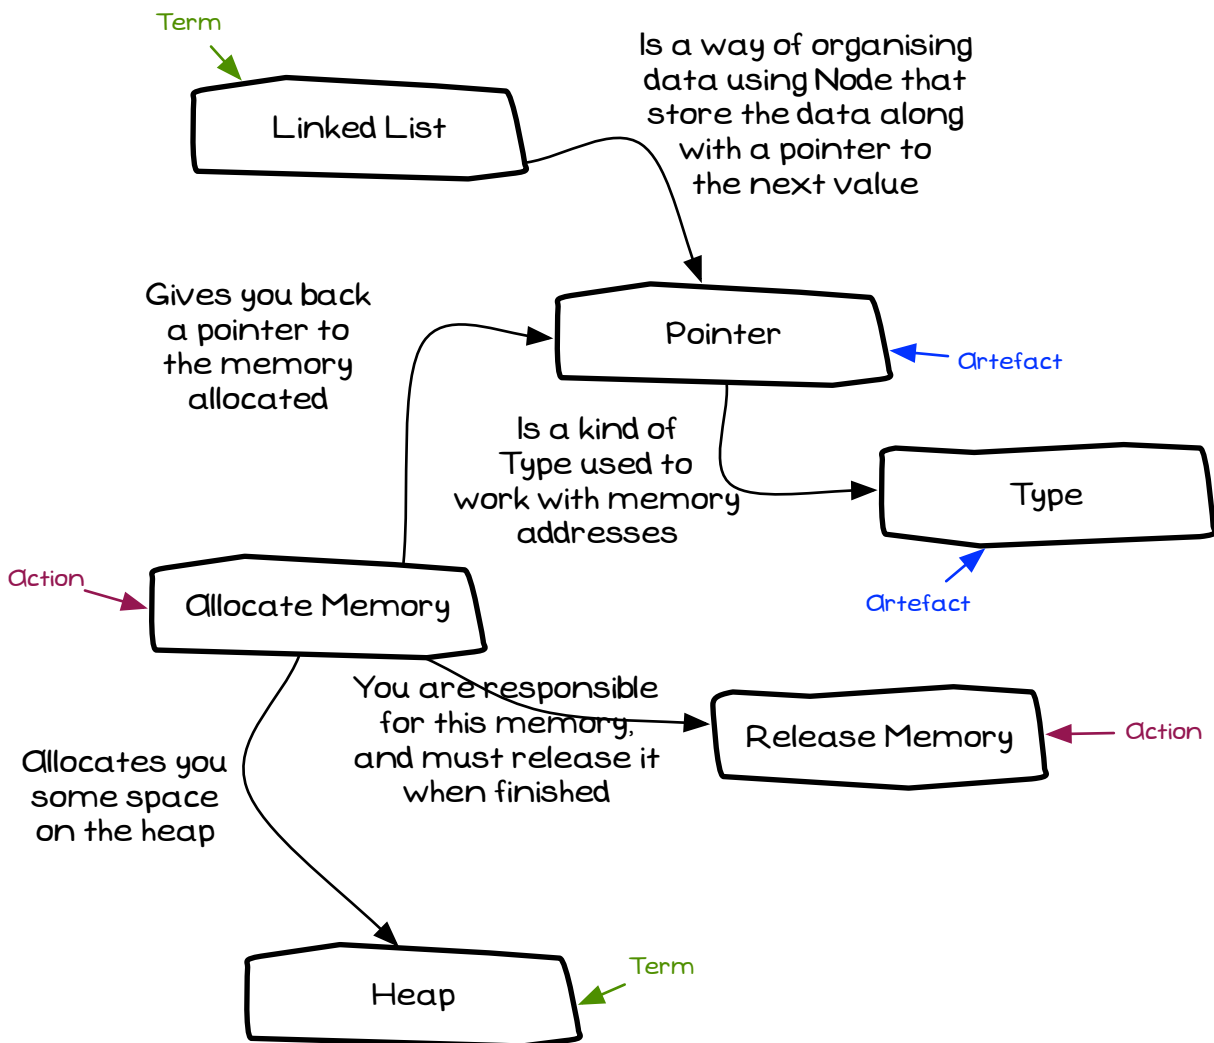 Term
Linked List
Is a way of organising
data using Node that
store the data along
with a pointer to
the next value
Gives you back
a pointer to
the memory
allocated
Pointer
Artefact
Is a kind of
Type used to
work with memory
addresses
Type
Artefact
Action
Allocate Memory
You are responsible
for this memory,
and must release it
when finished
Release Memory
Action
Allocates you
some space
on the heap
Heap
Term